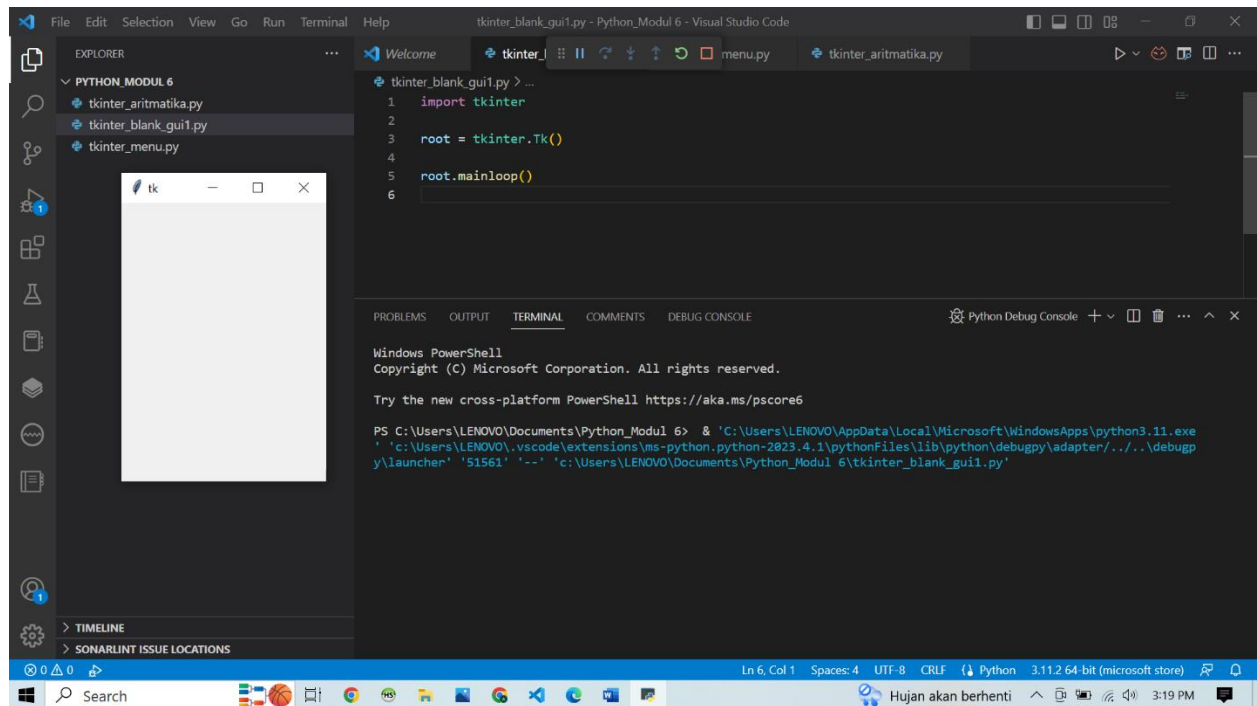 File Edit Selection View Go Run Terminal Help
tkinter_blank_gui1.py - Python_Modul 6 - Visual Studio Code
EXPLORER
PYTHON_MODUL 6
tkinter_aritmatika.py
tkinter_blank_gui1.py
tkinter_menu.py
tk
1
1
TIMELINE
SONARLINT ISSUE LOCATIONS
Welcome tkinter_ menu.py tkinter_aritmatika.py
tkinter_blank_gui1.py > ...
1 import tkinter
2
3 root = tkinter.Tk()
4
5 root.mainloop()
6
PROBLEMS OUTPUT TERMINAL COMMENTS DEBUG CONSOLE Python Debug Console
Windows PowerShell
Copyright (C) Microsoft Corporation. All rights reserved.
Try the new cross-platform PowerShell https://aka.ms/pscore6
PS C:\Users\LENOVO\Documents\Python_Modul 6> & 'C:\Users\LENOVO\AppData\Local\Microsoft\WindowsApps\python3.11.exe
' 'c:\Users\LENOVO\.vscode\extensions\ms-python.python-2023.4.1\pythonFiles\lib\python\debugpy\adapter/../..\debugp
y\launcher' '51561' '--' 'c:\Users\LENOVO\Documents\Python_Modul 6\tkinter_blank_gui1.py'
0 0 Ln 6, Col 1 Spaces: 4 UTF-8 CRLF Python 3.11.2 64-bit (microsoft store)
Search Hujan akan berhenti 3:19 PM